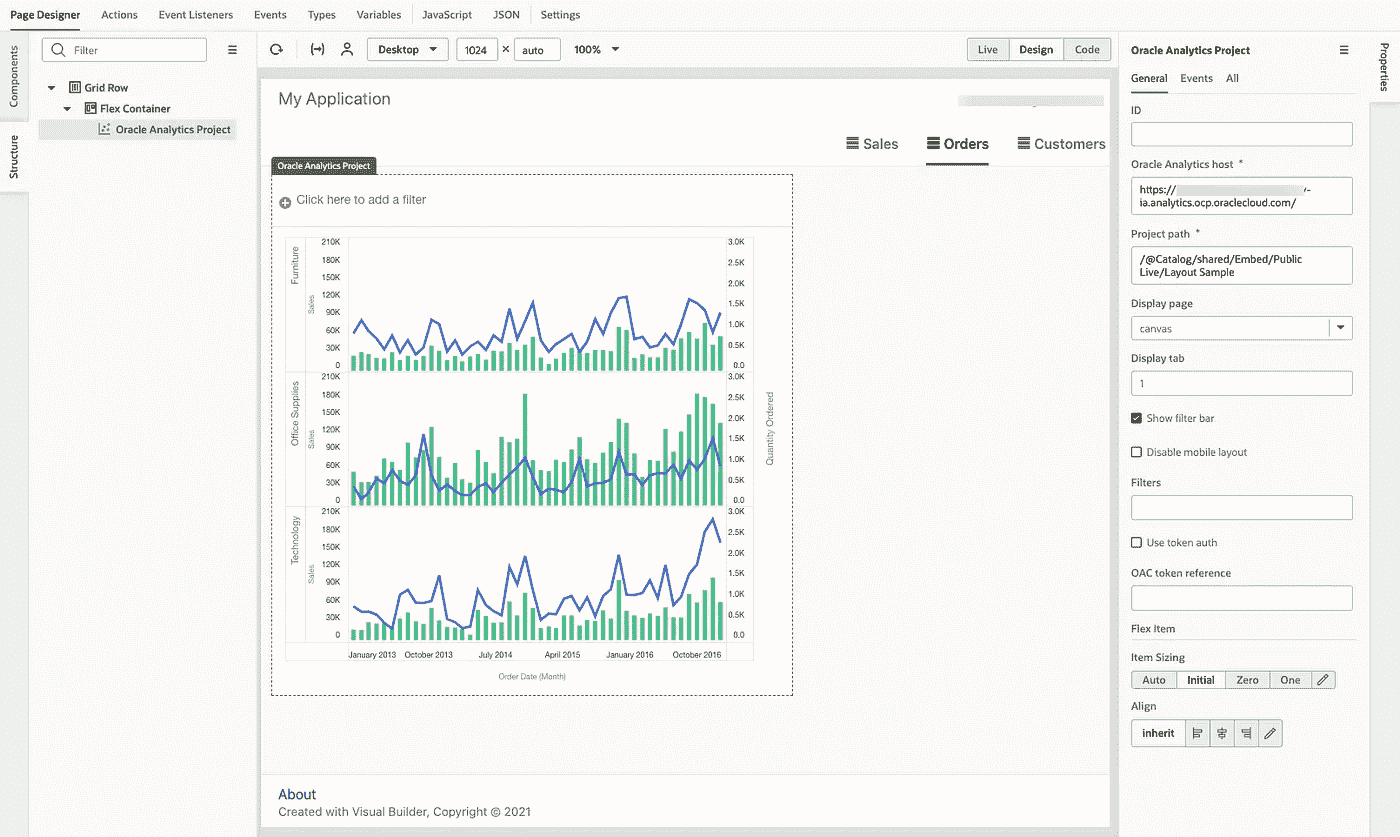 Page Designer Actions Event Listeners Events Types Variables JavaScript JSON Settings
Components
Structure
Filter
Grid Row
Flex Container
Oracle Analytics Project
Desktop 1024 × auto 100%
Live Design Code
My Application
Sales Orders Customers
Oracle Analytics Project
Click here to add a filter
Furniture
Sales
210K
180K
150K
120K
90K
60K
30K
0
3.0K
2.5K
2.0K
1.5K
1.0K
0.5K
0.0
Office Supplies
Sales
210K
180K
150K
120K
90K
60K
30K
0
3.0K
2.5K
2.0K
1.5K
1.0K
0.5K
0.0
Technology
Sales
210K
180K
150K
120K
90K
60K
30K
0
3.0K
2.5K
2.0K
1.5K
1.0K
0.5K
0.0
Quantity Ordered
January 2013 October 2013 July 2014 April 2015 January 2016 October 2016
Order Date (Month)
About
Created with Visual Builder, Copyright © 2021
Oracle Analytics Project
General Events All
ID
Oracle Analytics host *
https:// -
ia.analytics.ocp.oraclecloud.com/
Project path *
/@Catalog/shared/Embed/Public
Live/Layout Sample
Display page
canvas
Display tab
1
Show filter bar
Disable mobile layout
Filters
Use token auth
OAC token reference
Flex Item
Item Sizing
Auto Initial Zero One
Align
inherit
Properties